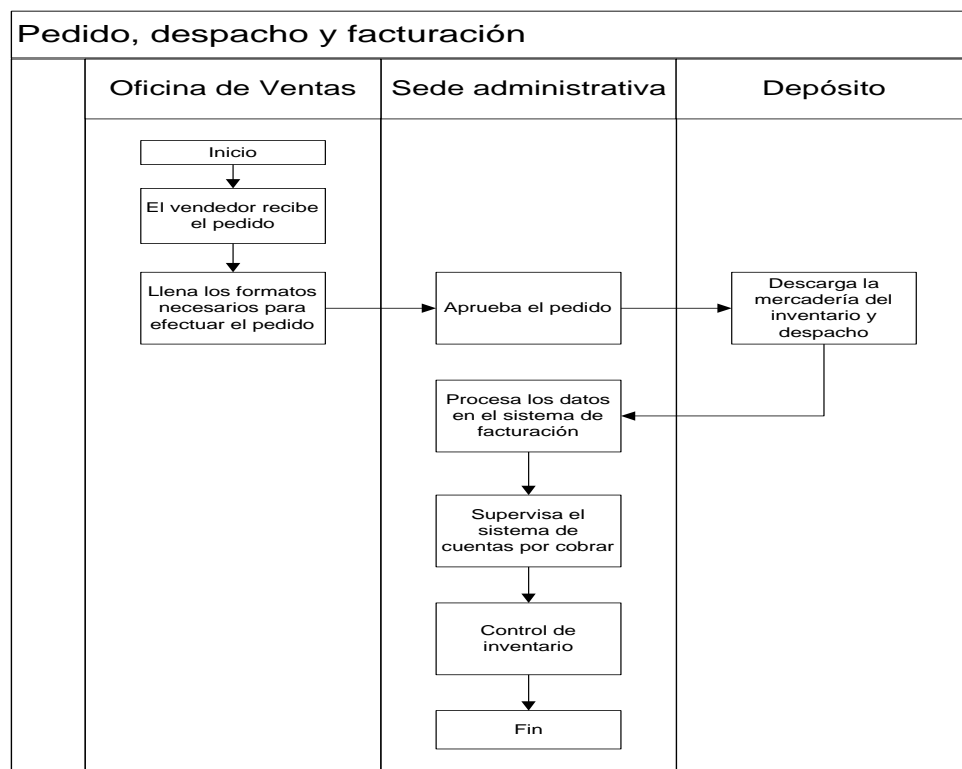 Pedido, despacho y facturación
Oficina de Ventas
Sede administrativa
Depósito
Inicio
El vendedor recibe
el pedido
Llena los formatos
necesarios para
efectuar el pedido
Aprueba el pedido
Descarga la
mercadería del
inventario y
despacho
Procesa los datos
en el sistema de
facturación
Supervisa el
sistema de
cuentas por cobrar
Control de
inventario
Fin